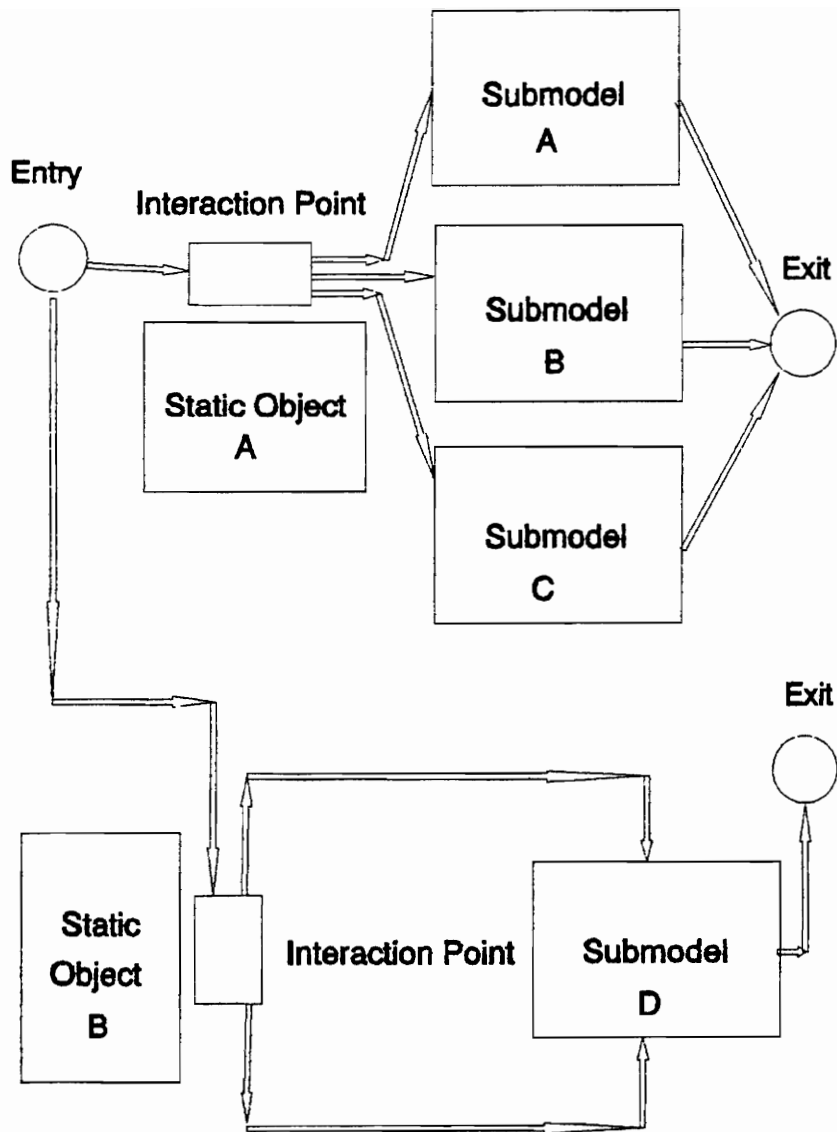 Submodel
A
Entry
Interaction Point
Exit
Submodel
B
Static Object
A
Submodel
C
Exit
Static
Object
B
Interaction Point
Submodel
D